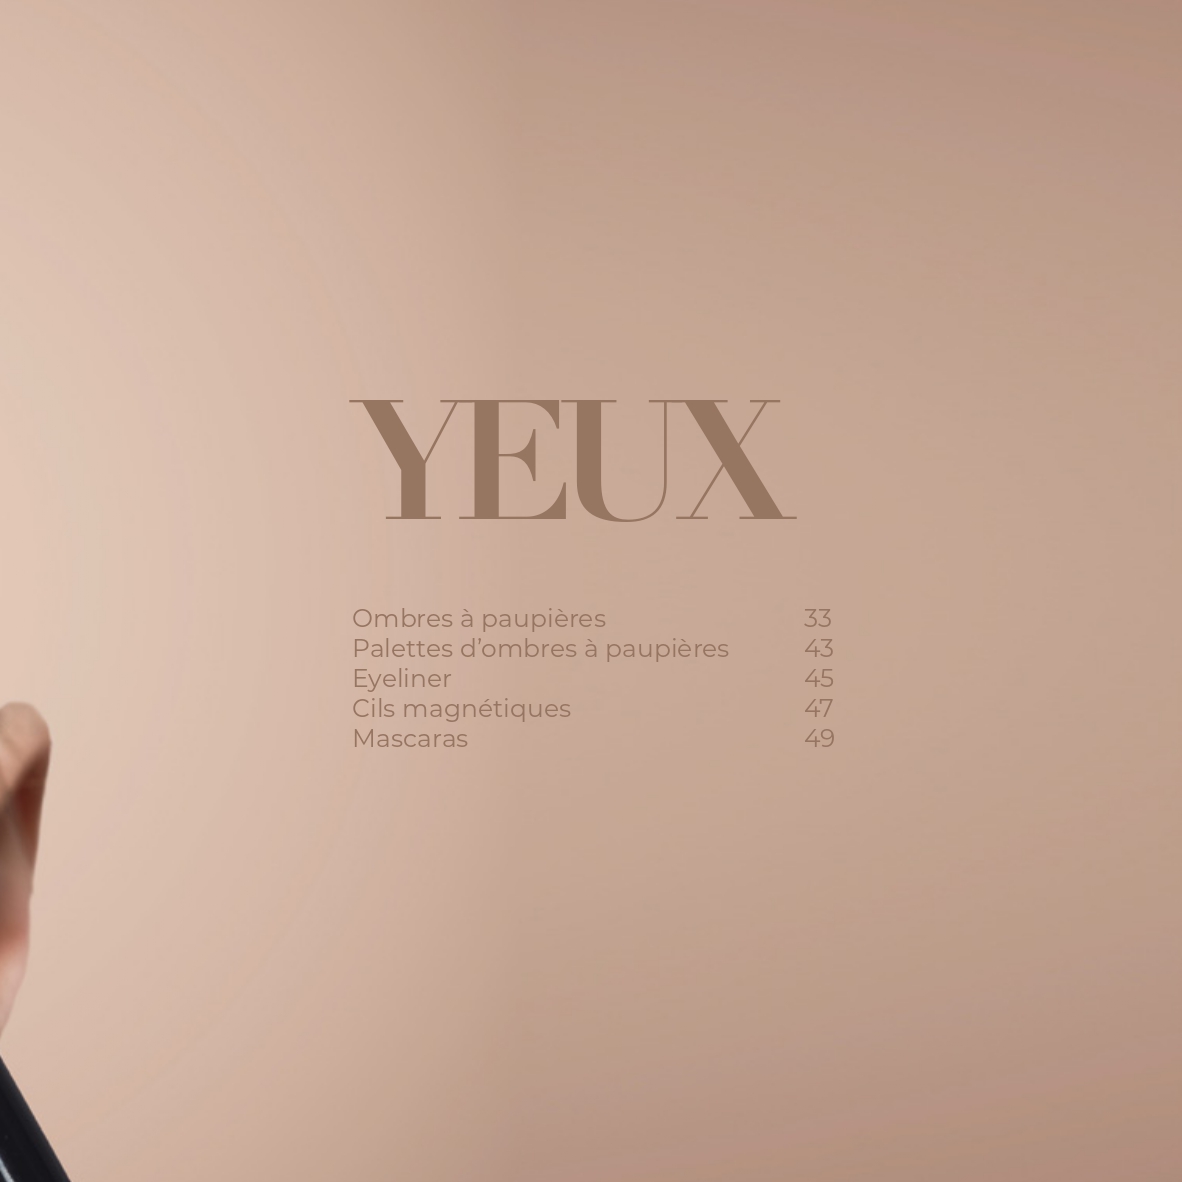 YEUX
Ombres à paupières 33
Palettes d’ombres à paupières 43
Eyeliner 45
Cils magnétiques 47
Mascaras 49